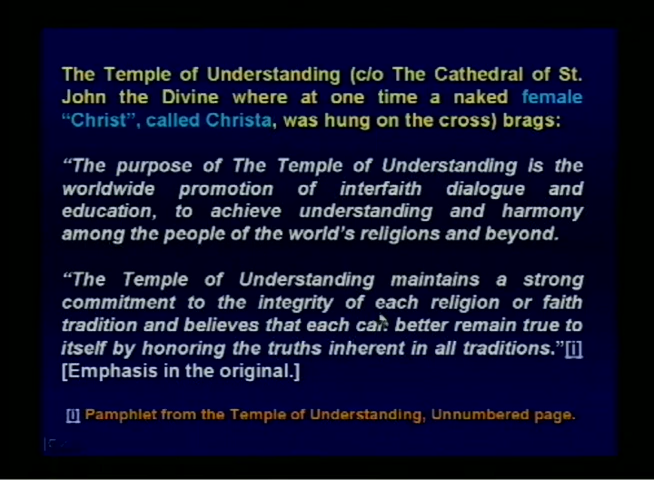 The Temple of Understanding (c/o The Cathedral of St.
John the Divine where at one time a naked female
“Christ”, called Christa, was hung on the cross) brags:
“The purpose of The Temple of Understanding is the
worldwide promotion of interfaith dialogue and
education, to achieve understanding and harmony
among the people of the world’s religions and beyond.
“The Temple of Understanding maintains a strong
commitment to the integrity of each religion or faith
tradition and believes that each can better remain true to
itself by honoring the truths inherent in all traditions.”[i]
[Emphasis in the original.]
[i] Pamphlet from the Temple of Understanding, Unnumbered page.